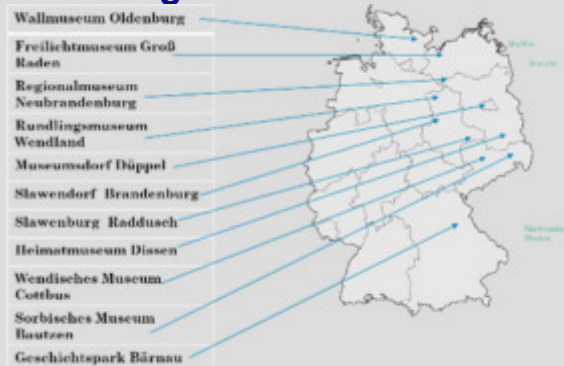 Wallmuseum Oldenburg
Freilichtmuseum Groß
Raden
Regionalmuseum
Neubrandenburg
Rundlingsmuseum
Wendland
Museumsdorf Düppel
Slawendorf Brandenburg
Slawenburg Raddusch
Heimatmuseum Dissen
Wendisches Museum
Cottbus
Sorbisches Museum
Bautzen
Geschichtspark Bärnau